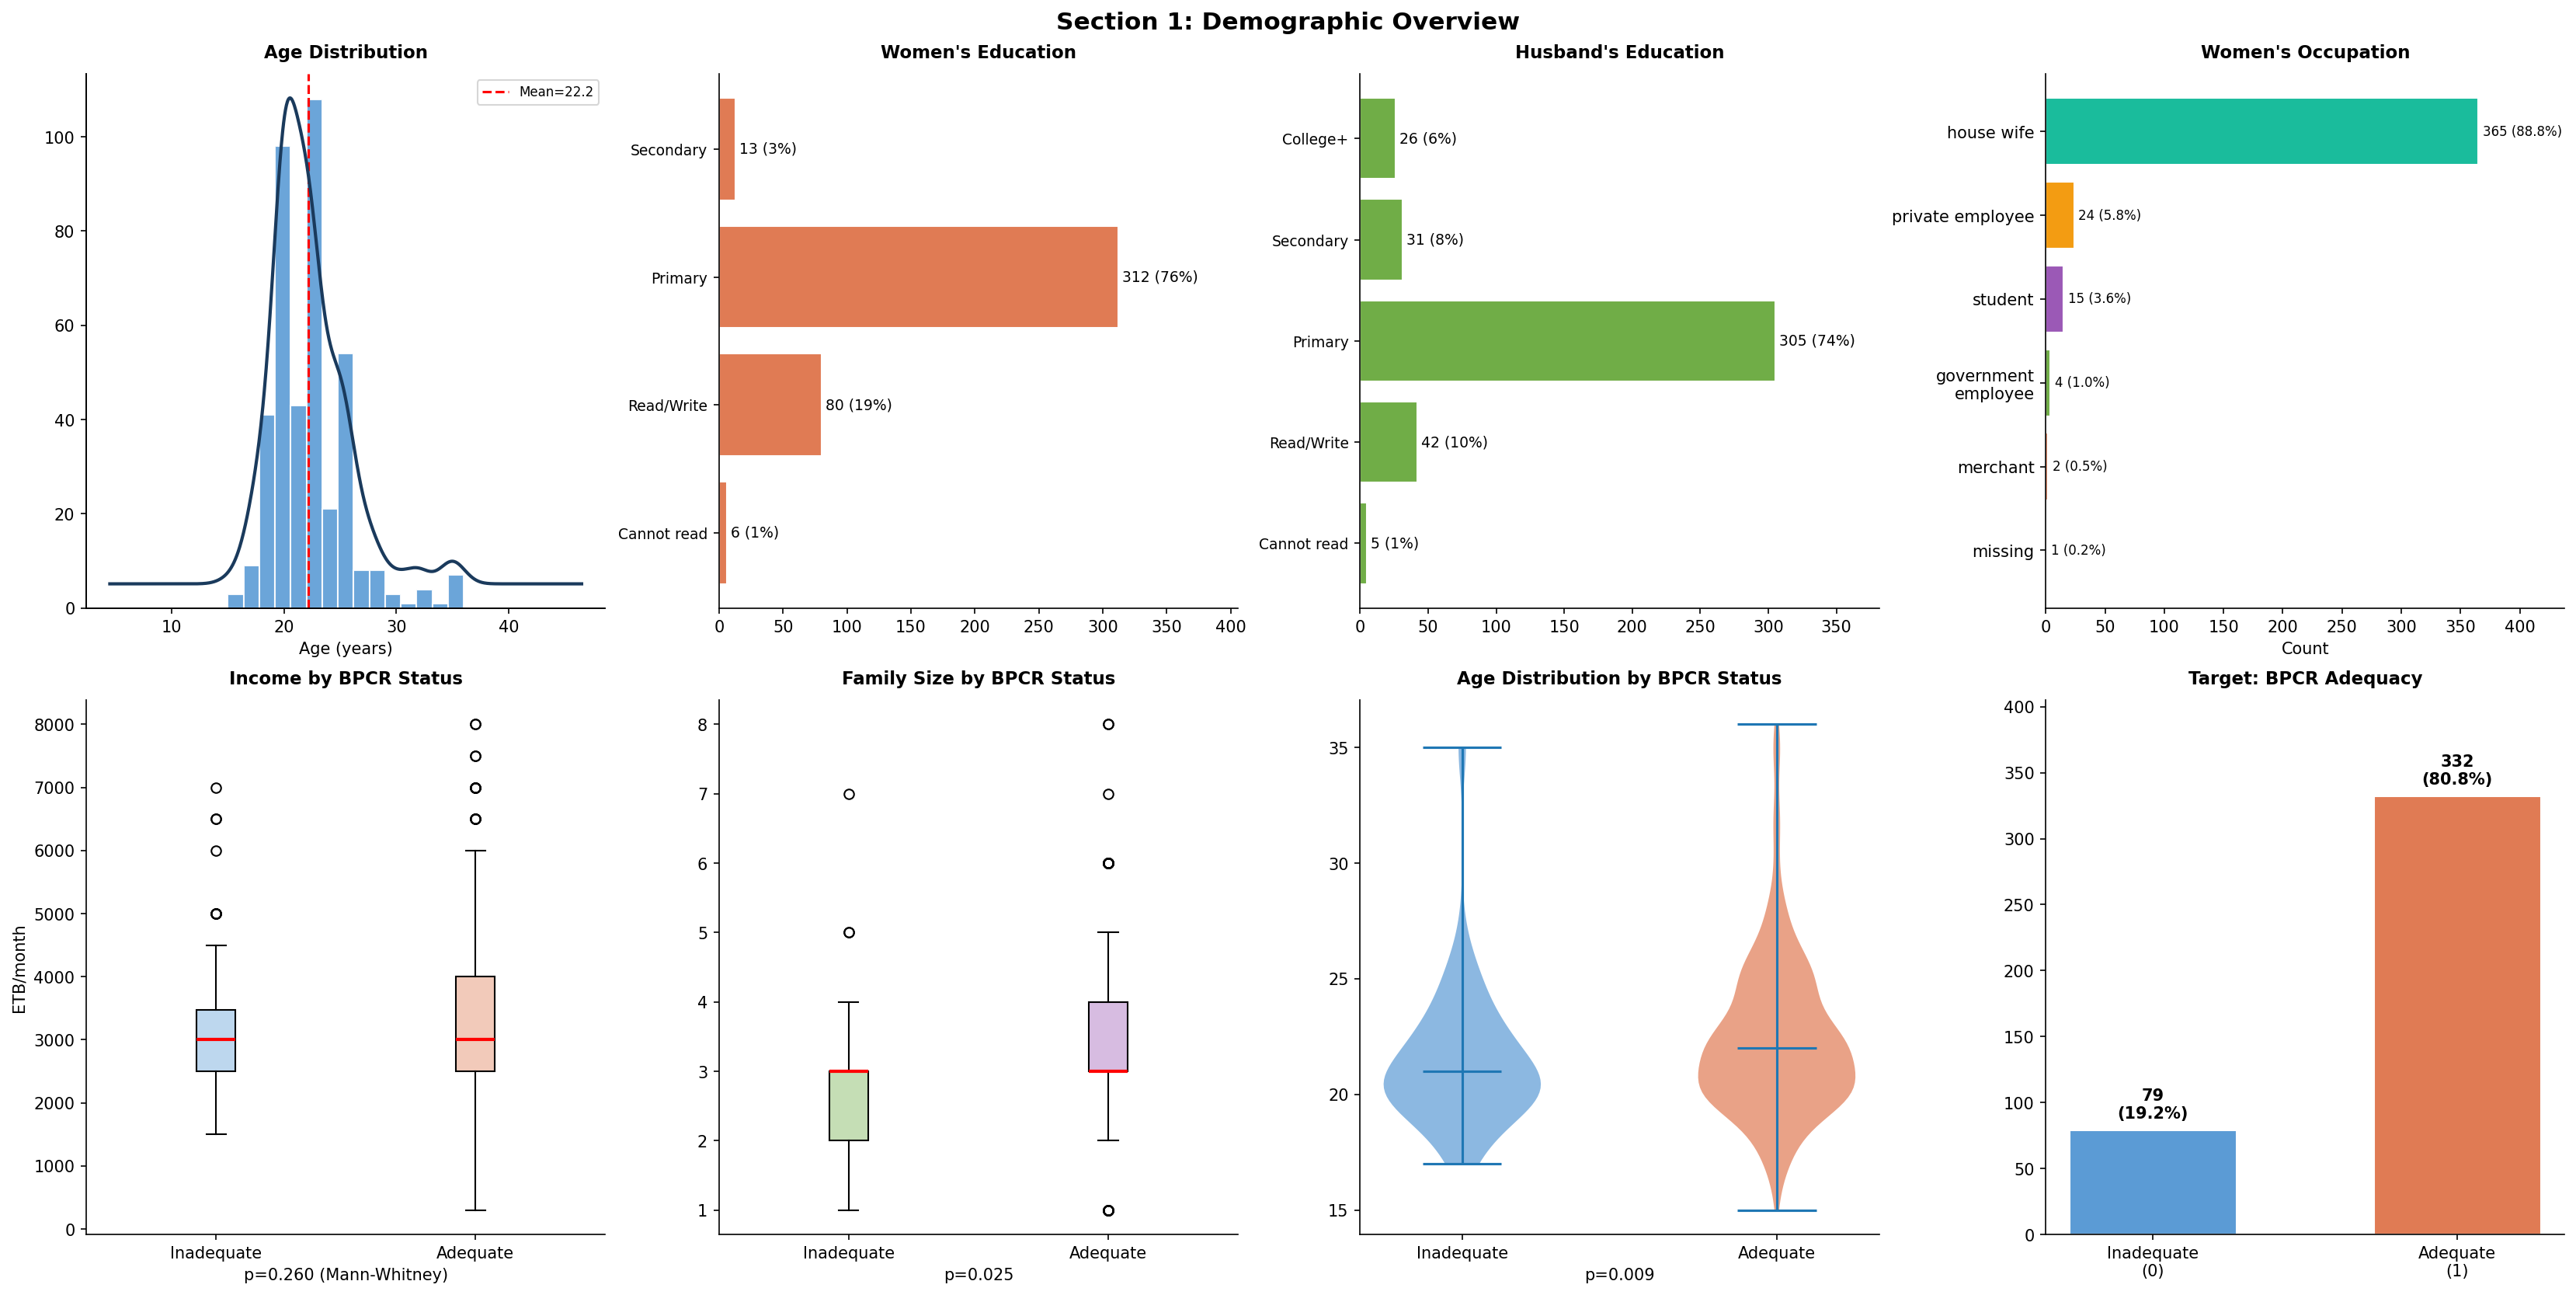 Section 1: Demographic Overview
Age Distribution
Mean=22.2
100
80
60
40
20
0
10 20 30 40
Age (years)
Women's Education
Secondary
13 (3%)
Primary
312 (76%)
Read/Write
80 (19%)
Cannot read
6 (1%)
0 50 100 150 200 250 300 350 400
Husband's Education
College+
26 (6%)
Secondary
31 (8%)
Primary
305 (74%)
Read/Write
42 (10%)
Cannot read
5 (1%)
0 50 100 150 200 250 300 350
Women's Occupation
house wife
365 (88.8%)
private employee
24 (5.8%)
student
15 (3.6%)
government
employee
4 (1.0%)
merchant
2 (0.5%)
missing
1 (0.2%)
0 50 100 150 200 250 300 350 400
Count
Income by BPCR Status
ETB/month
8000
7000
6000
5000
4000
3000
2000
1000
0
Inadequate Adequate
p=0.260 (Mann-Whitney)
Family Size by BPCR Status
8
7
6
5
4
3
2
1
Inadequate Adequate
p=0.025
Age Distribution by BPCR Status
35
30
25
20
15
Inadequate Adequate
p=0.009
Target: BPCR Adequacy
400
350
300
250
200
150
100
50
0
79
(19.2%)
332
(80.8%)
Inadequate
(0)
Adequate
(1)